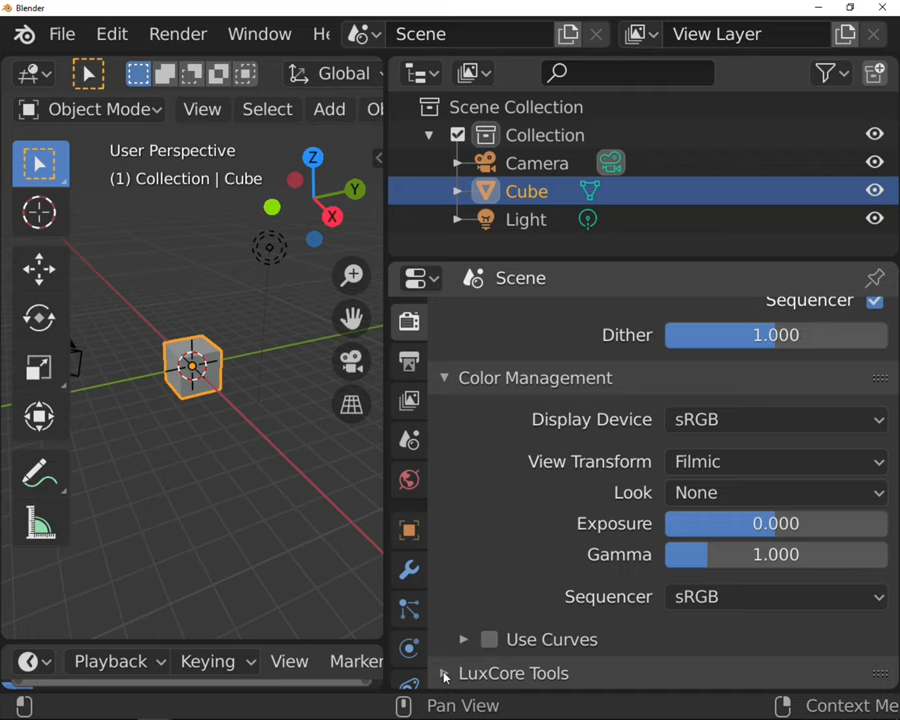 Blender
File Edit Render Window He Scene View Layer
Global
Object Mode View Select Add Ob
User Perspective
(1) Collection | Cube
Z
Y
X
Scene Collection
Collection
Camera
Cube
Light
Scene
Sequencer
Dither 1.000
Color Management
Display Device sRGB
View Transform Filmic
Look None
Exposure 0.000
Gamma 1.000
Sequencer sRGB
Use Curves
LuxCore Tools
Playback Keying View Marker
Pan View Context Me